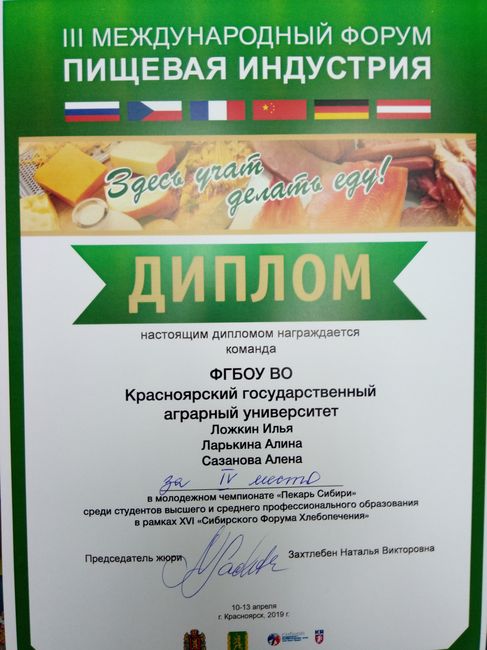 III МЕЖДУНАРОДНЫЙ ФОРУМ
ПИЩЕВАЯ ИНДУСТРИЯ
Здесь учат
делать еду!
ДИПЛОМ
настоящим дипломом награждается
команда
ФГБОУ ВО
Красноярский государственный
аграрный университет
Ложкин Илья
Ларькина Алина
Сазанова Алена
за IV место
в молодежном чемпионате «Пекарь Сибири»
среди студентов высшего и среднего профессионального образования
в рамках XVI «Сибирского Форума Хлебопечения»
Председатель жюри
Захтлебен Наталья Викторовна
10-13 апреля
г. Красноярск, 2019 г.